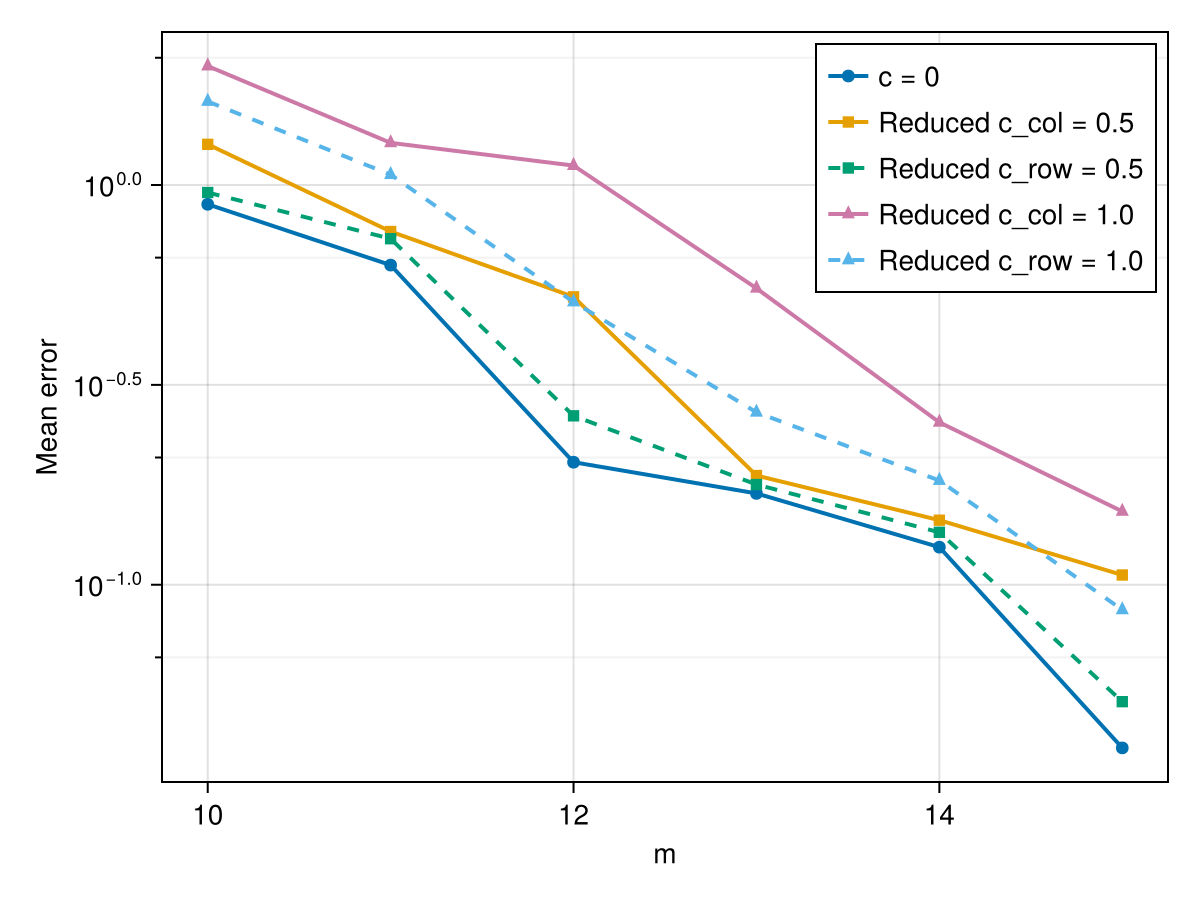 c = 0
Reduced c_col = 0.5
Reduced c_row = 0.5
Reduced c_col = 1.0
Reduced c_row = 1.0
10^0.0
10^−0.5
10^−1.0
Mean error
10 12 14
m